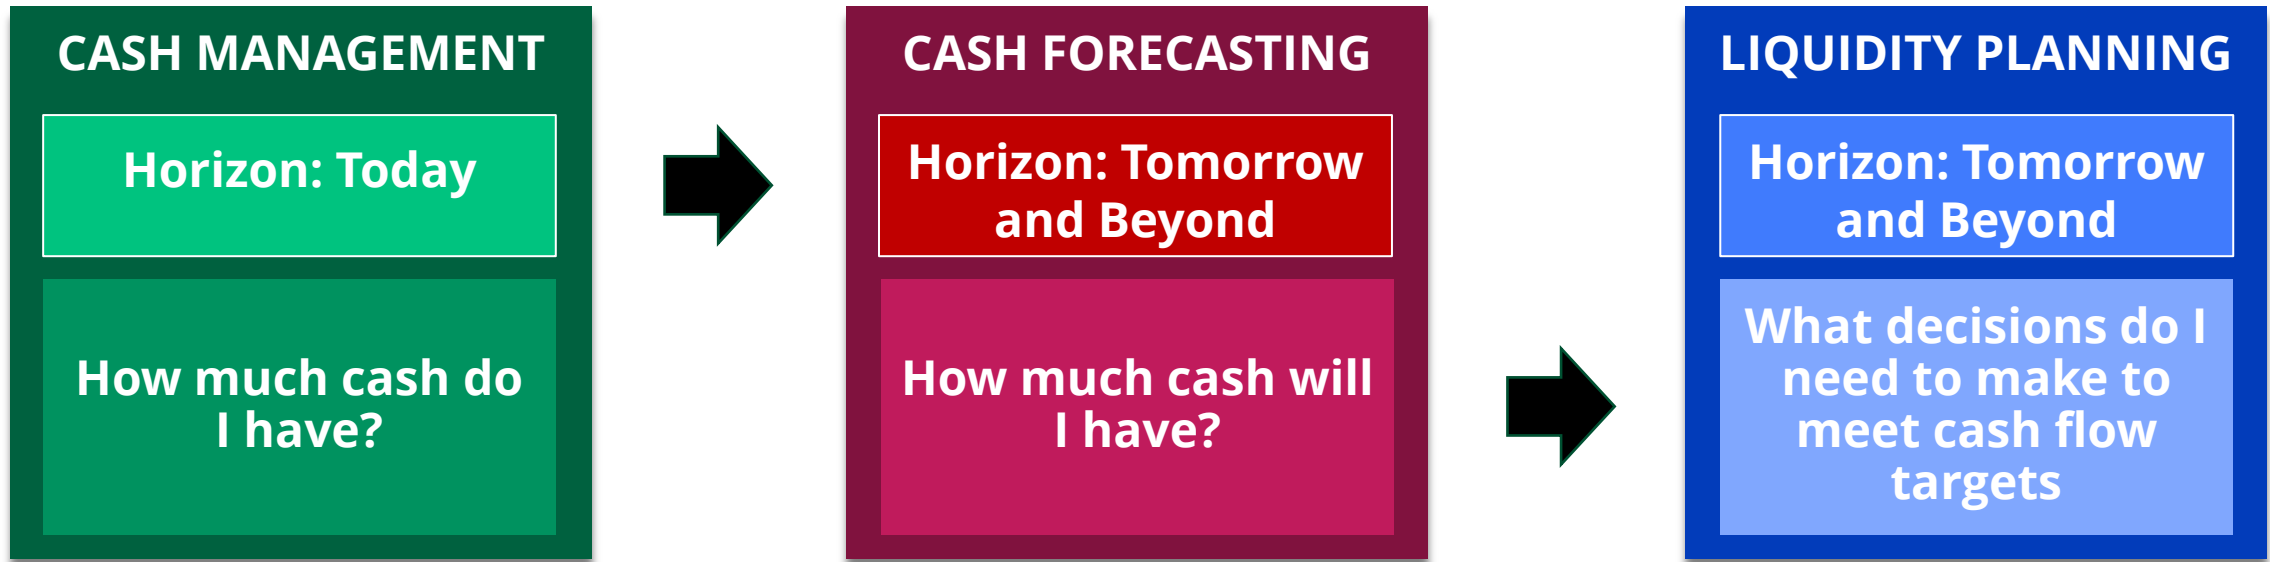 CASH MANAGEMENT
Horizon: Today
How much cash do
I have?
CASH FORECASTING
Horizon: Tomorrow
and Beyond
How much cash will
I have?
LIQUIDITY PLANNING
Horizon: Tomorrow
and Beyond
What decisions do I
need to make to
meet cash flow
targets